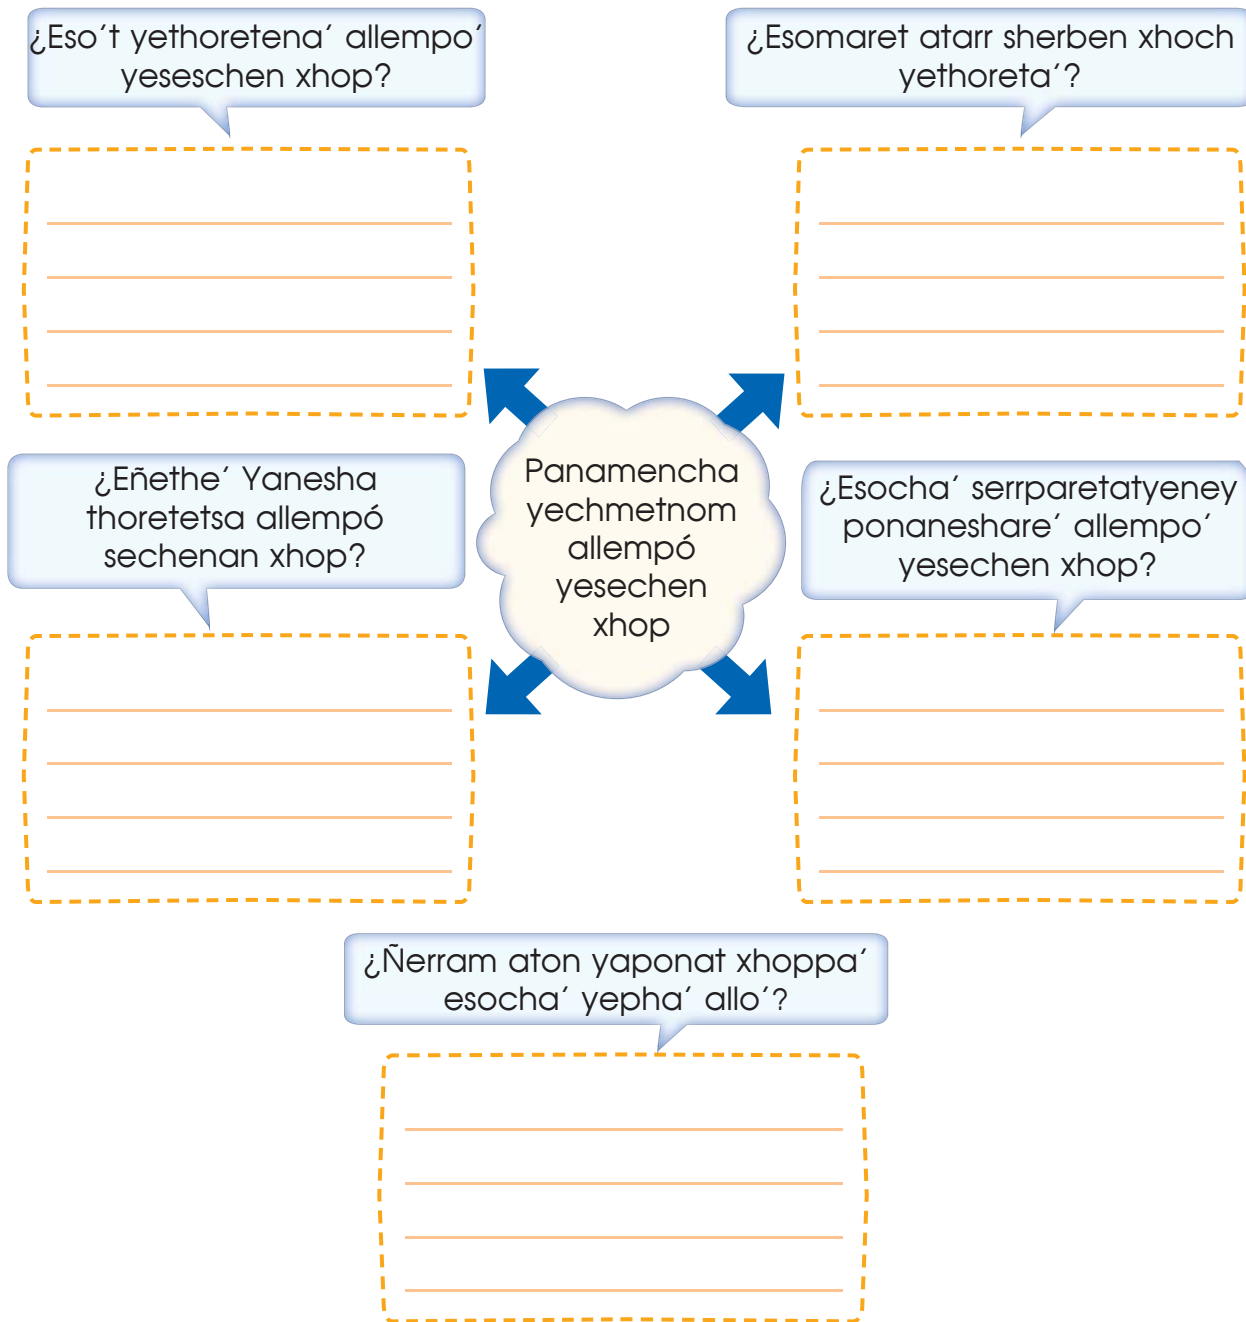 ¿Eso’t yethoretena’ allempo’
yeseschen xhop?
¿Esomaret atarr sherben xhoch
yethoreta’?
¿Eñethe’ Yanesha
thoretetsa allempó
sechenan xhop?
Panamencha
yechmetnom
allempó
yesechen
xhop
¿Esocha’ serrparetatyeney
ponaneshare’ allempo’
yesechen xhop?
¿Ñerram aton yaponat xhoppa’
esocha’ yepha’ allo’?